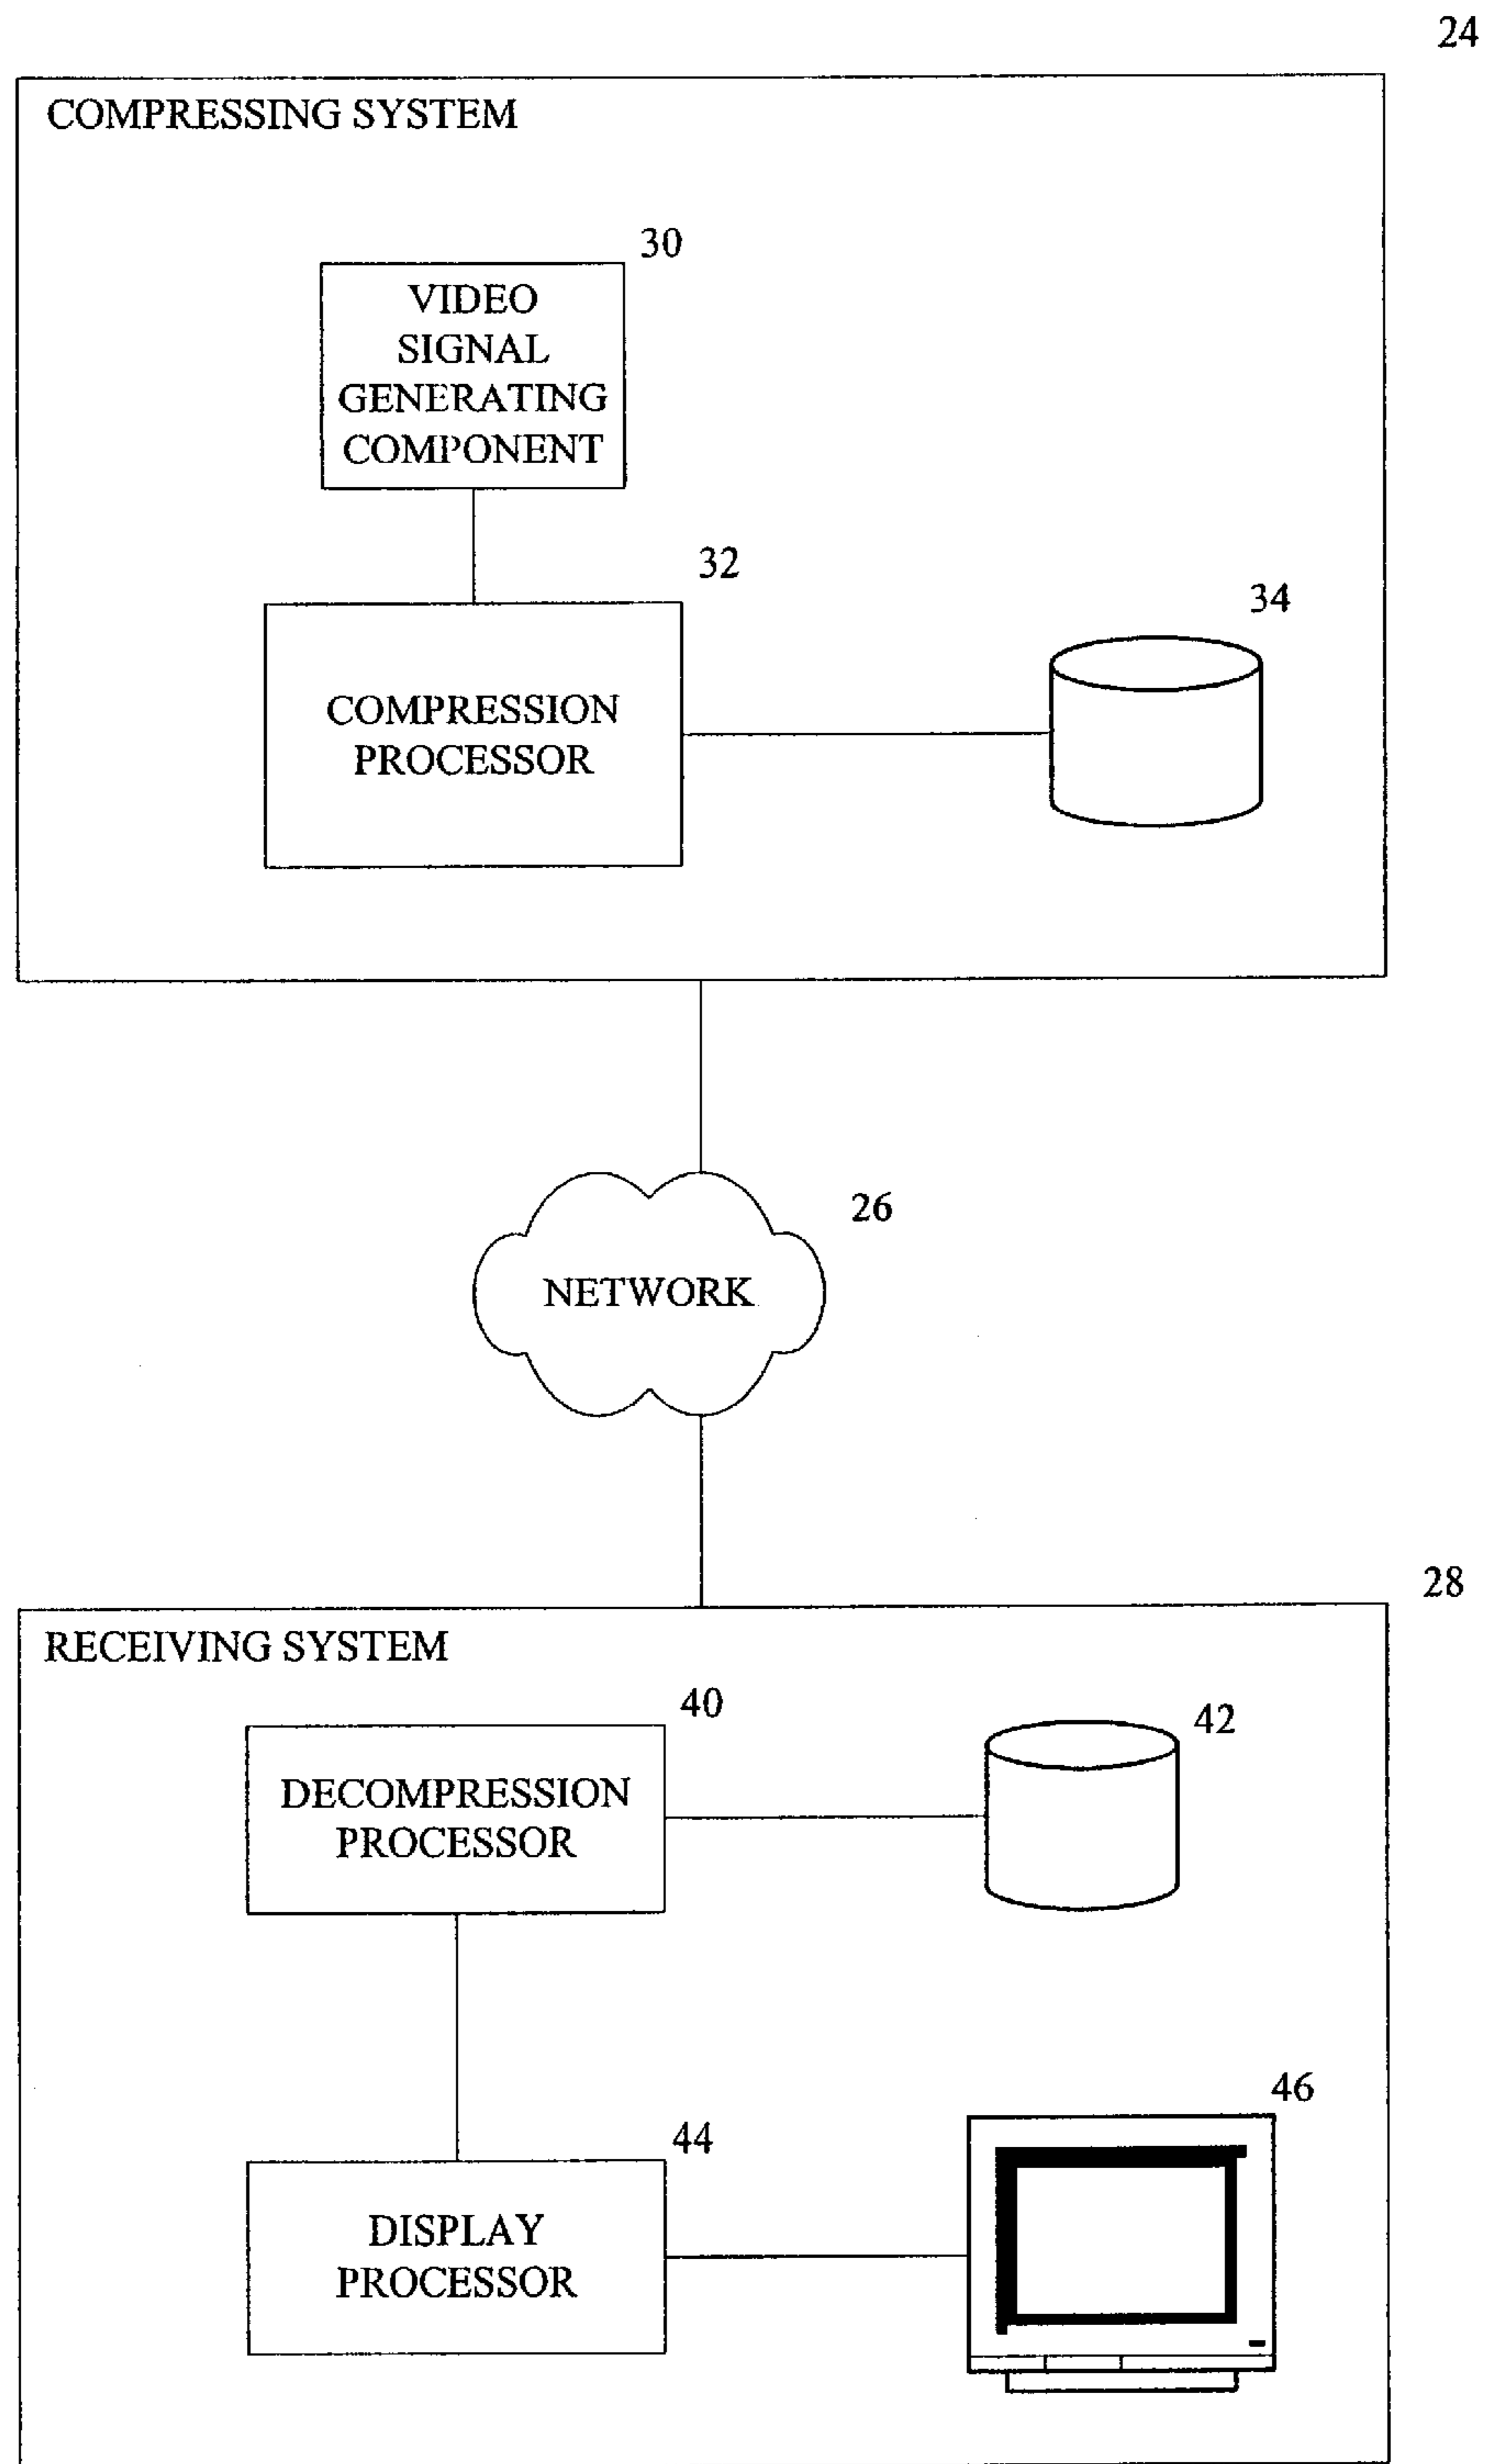 24
COMPRESSING SYSTEM
30
VIDEO
SIGNAL
GENERATING
COMPONENT
32
34
COMPRESSION
PROCESSOR
26
NETWORK
28
RECEIVING SYSTEM
40
42
DECOMPRESSION
PROCESSOR
46
44
DISPLAY
PROCESSOR